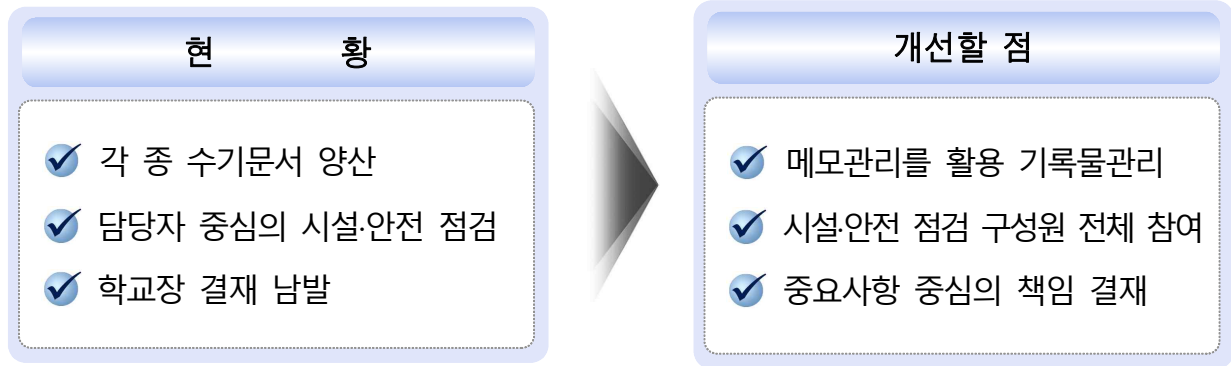 현 황
각 종 수기문서 양산
담당자 중심의 시설·안전 점검
학교장 결재 남발
개선할 점
메모관리를 활용 기록물관리
시설·안전 점검 구성원 전체 참여
중요사항 중심의 책임 결재